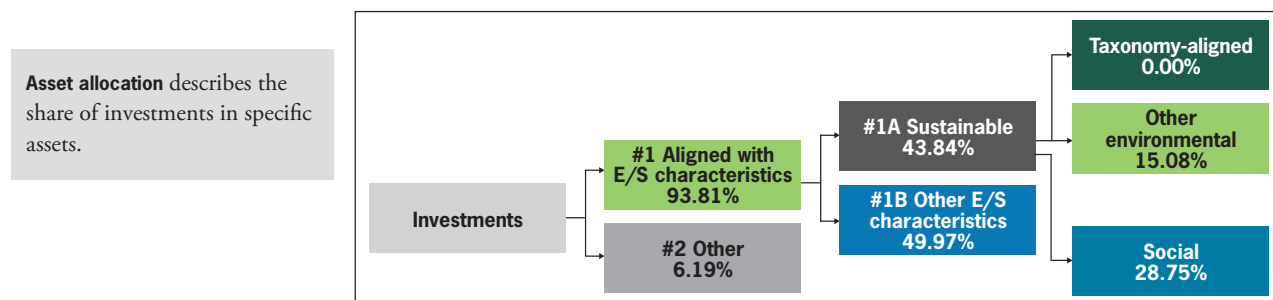 Asset allocation describes the
share of investments in specific
assets.
Investments
#1 Aligned with
E/S characteristics
93.81%
#2 Other
6.19%
#1A Sustainable
43.84%
#1B Other E/S
characteristics
49.97%
Taxonomy-aligned
0.00%
Other
environmental
15.08%
Social
28.75%